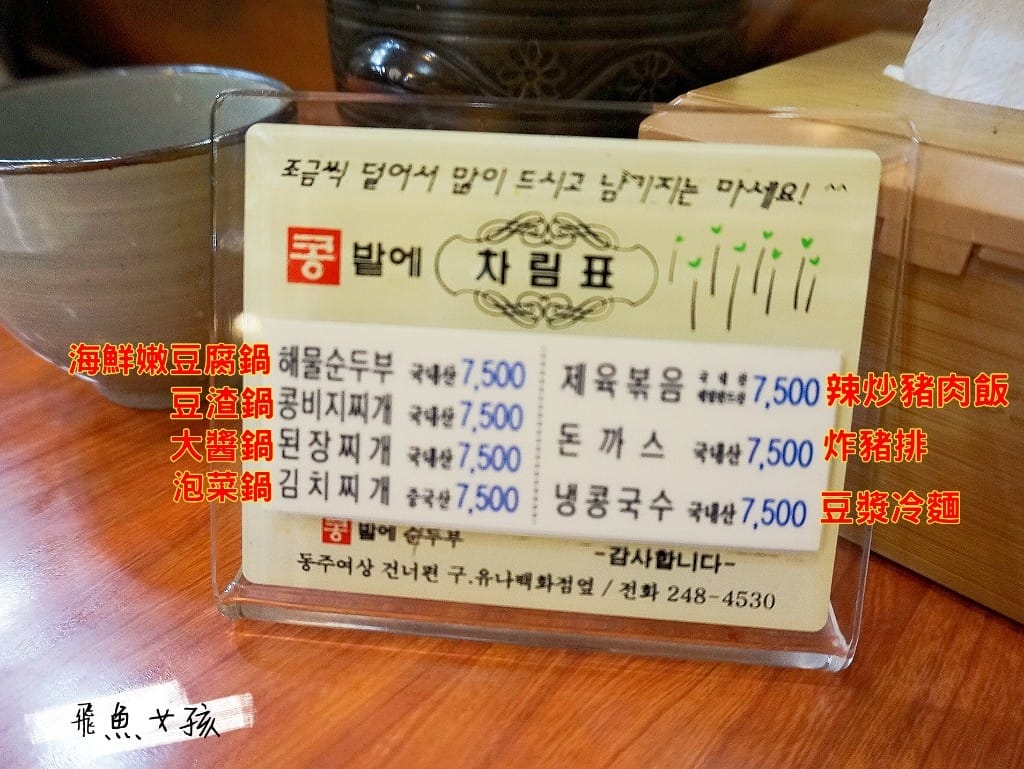 조금씩 덜어서 많이 드시고 남기지는 마세요! ^^
콩밭에 차림표
海鮮嫩豆腐鍋 해물순두부 국내산 7,500
豆渣鍋 콩비지찌개 국내산 7,500
大醬鍋 된장찌개 국내산 7,500
泡菜鍋 김치찌개 중국산 7,500
제육볶음 국내산 7,500 辣炒豬肉飯
돈까스 국내산 7,500 炸豬排
냉콩국수 국내산 7,500 豆漿冷麵
콩밭에 순두부
-감사합니다-
동주여상 건너편 구.유나백화점옆 / 전화 248-4530
飛魚女孩